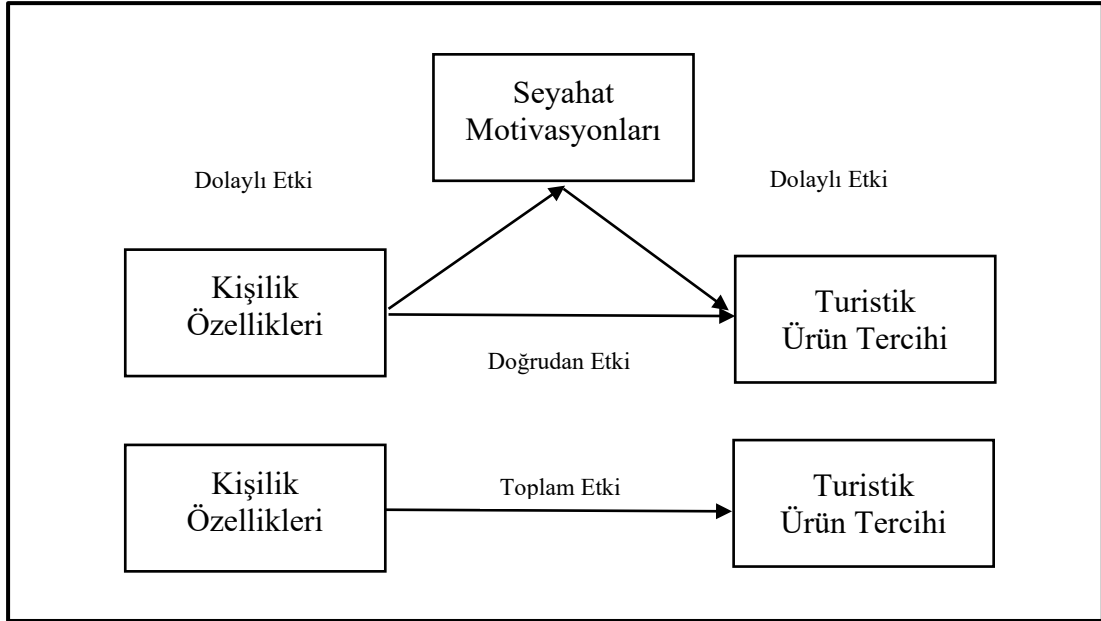 Seyahat
Motivasyonları
Dolaylı Etki
Dolaylı Etki
Kişilik
Özellikleri
Turistik
Ürün Tercihi
Doğrudan Etki
Kişilik
Özellikleri
Toplam Etki
Turistik
Ürün Tercihi